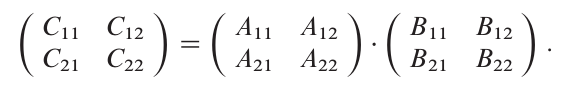 ( C₁₁ C₁₂ ) = ( A₁₁ A₁₂ ) · ( B₁₁ B₁₂ ) .
( C₂₁ C₂₂ )   ( A₂₁ A₂₂ )   ( B₂₁ B₂₂ )